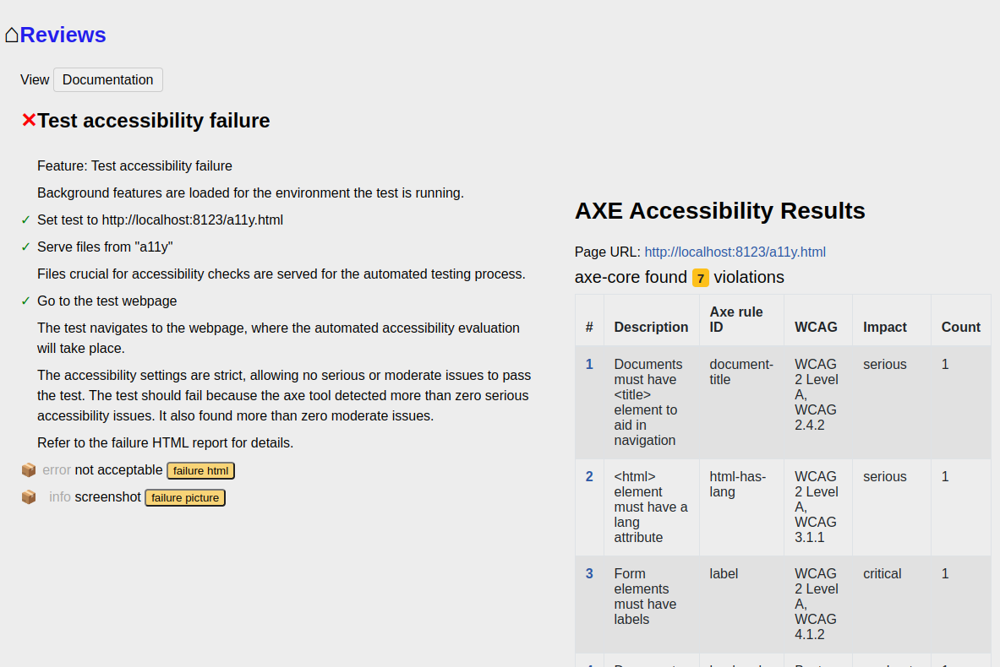 ⌂Reviews
View Documentation
✕Test accessibility failure
Feature: Test accessibility failure
Background features are loaded for the environment the test is running.
✓ Set test to http://localhost:8123/a11y.html
✓ Serve files from "a11y"
Files crucial for accessibility checks are served for the automated testing process.
✓ Go to the test webpage
The test navigates to the webpage, where the automated accessibility evaluation
will take place.
The accessibility settings are strict, allowing no serious or moderate issues to pass
the test. The test should fail because the axe tool detected more than zero serious
accessibility issues. It also found more than zero moderate issues.
Refer to the failure HTML report for details.
📦 error not acceptable failure html
📦 info screenshot failure picture
AXE Accessibility Results
Page URL: http://localhost:8123/a11y.html
axe-core found 7 violations
# Description Axe rule ID WCAG Impact Count
1 Documents must have <title> element to aid in navigation document-title WCAG 2 Level A, WCAG 2.4.2 serious 1
2 <html> element must have a lang attribute html-has-lang WCAG 2 Level A, WCAG 3.1.1 serious 1
3 Form elements must have labels label WCAG 2 Level A, WCAG 4.1.2 critical 1